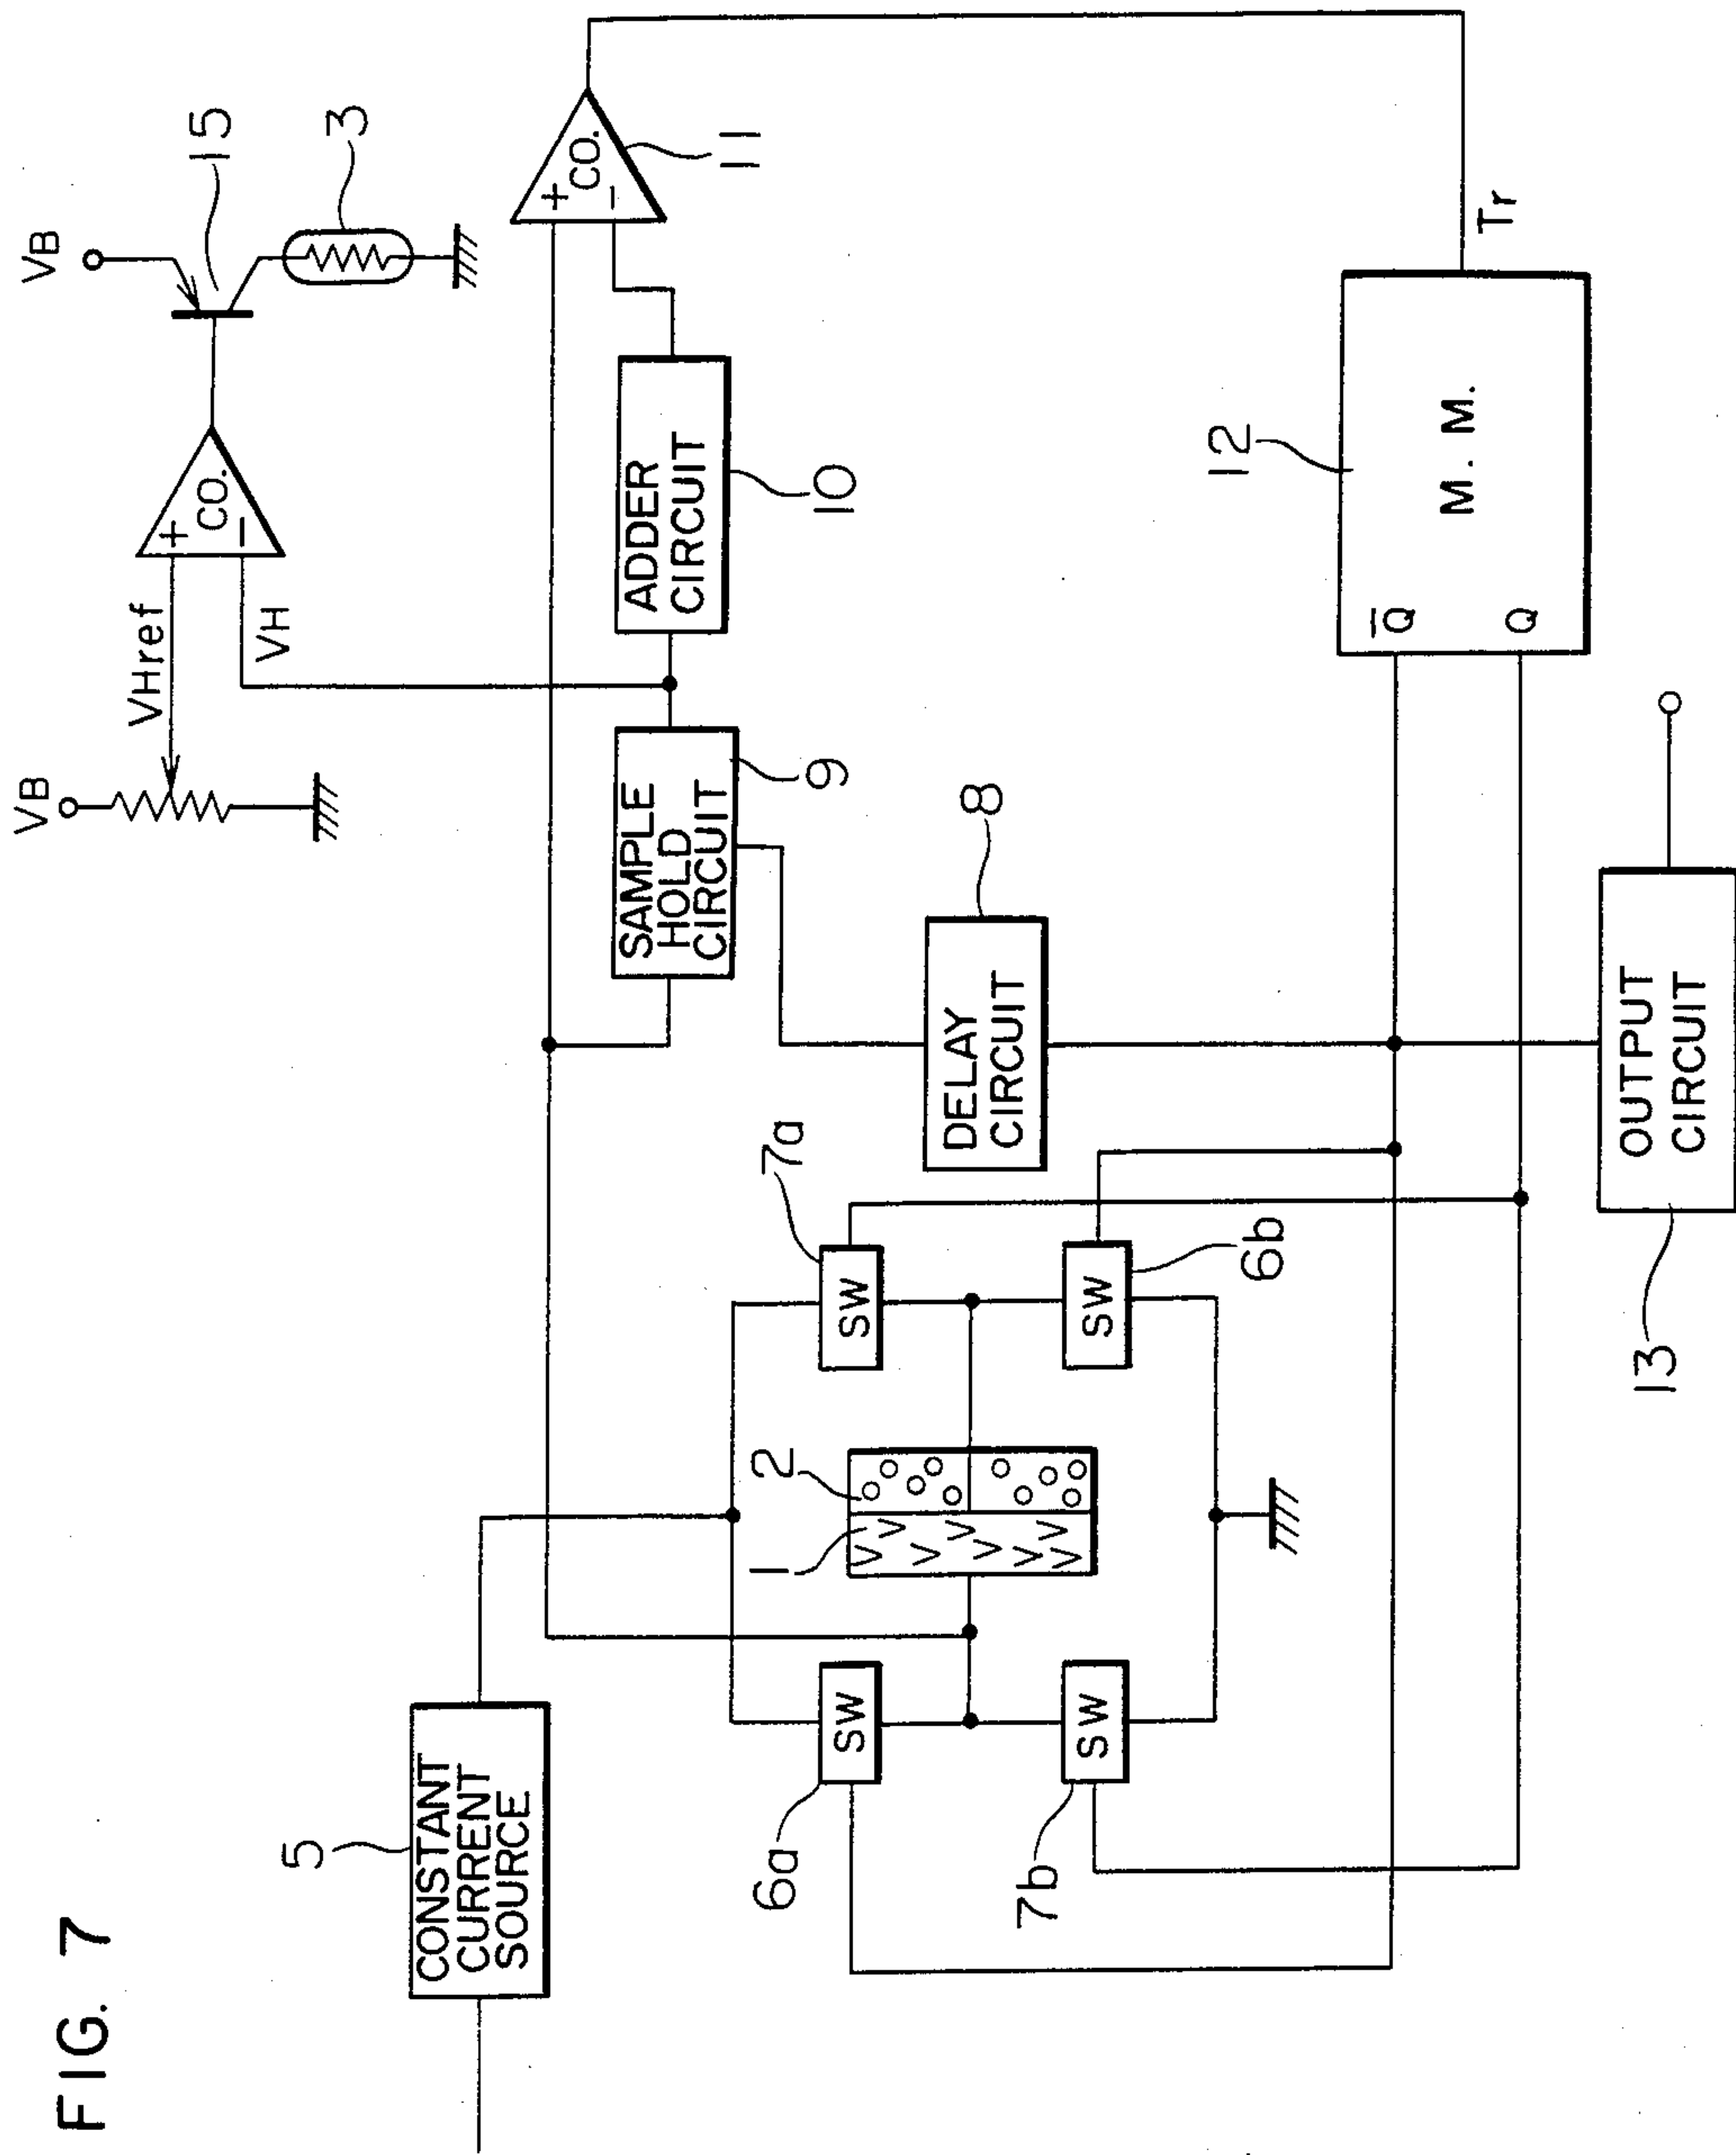 FIG. 7
5
CONSTANT
CURRENT
SOURCE
VB
VHref
VH
+
CO.
−
VB
15
3
SAMPLE
HOLD
CIRCUIT
9
ADDER
CIRCUIT
10
+
CO.
−
11
6a
SW
7a
SW
1
2
7b
SW
6b
SW
DELAY
CIRCUIT
8
12
Q̅
Q
M. M.
Tr
OUTPUT
CIRCUIT
13